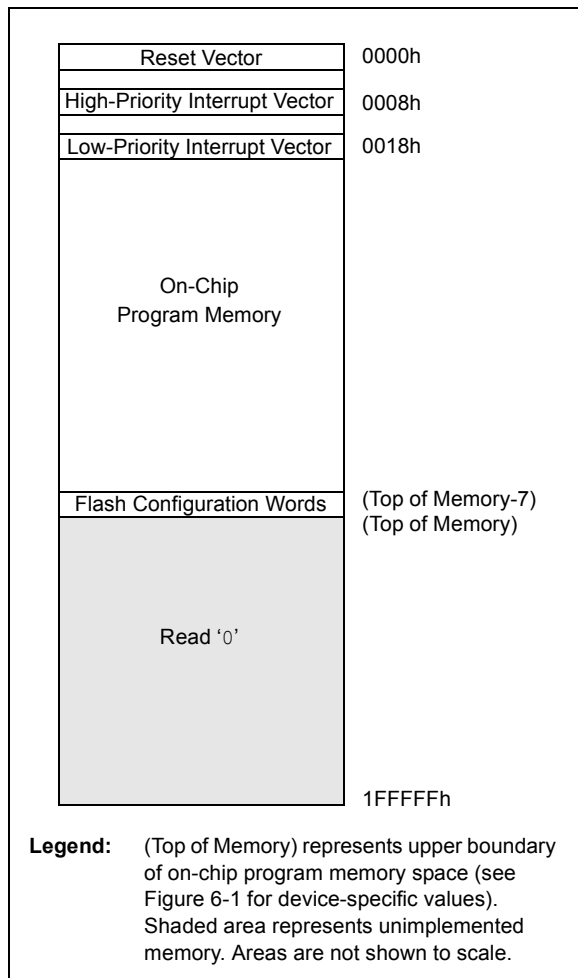 Reset Vector 0000h
High-Priority Interrupt Vector 0008h
Low-Priority Interrupt Vector 0018h
On-Chip
Program Memory
Flash Configuration Words (Top of Memory-7)
(Top of Memory)
Read ‘0’
1FFFFFh
Legend: (Top of Memory) represents upper boundary
of on-chip program memory space (see
Figure 6-1 for device-specific values).
Shaded area represents unimplemented
memory. Areas are not shown to scale.